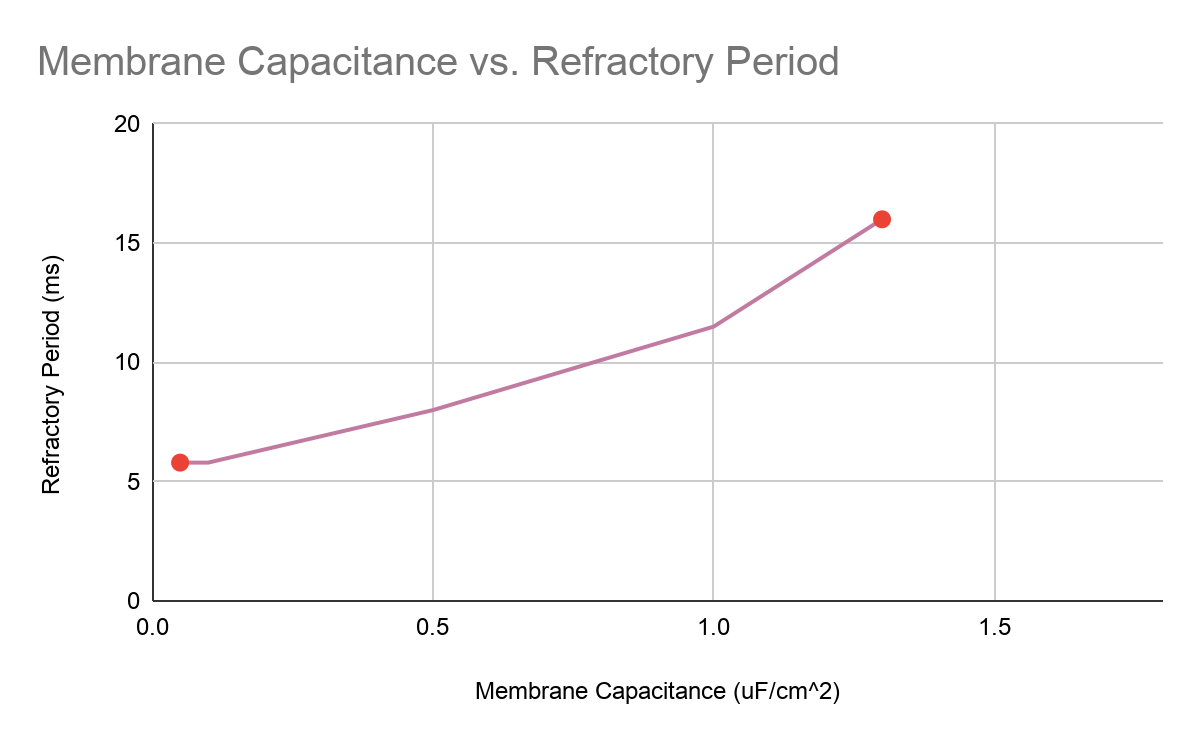 Membrane Capacitance vs. Refractory Period
20
15
10
5
0
Refractory Period (ms)
0.0 0.5 1.0 1.5
Membrane Capacitance (uF/cm^2)